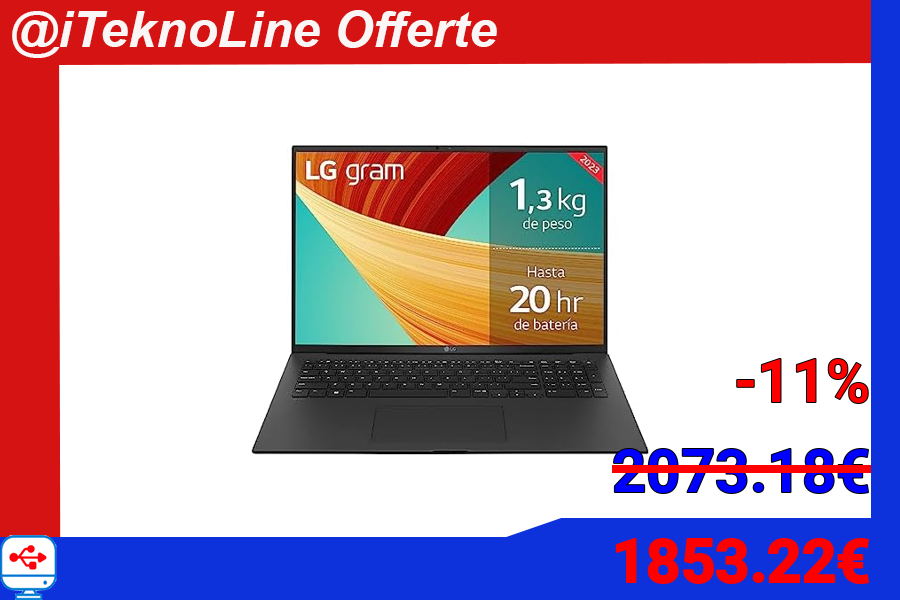 @iTeknoLine Offerte
LG gram
2023
1,3 kg
de peso
Hasta
20 hr
de batería
LG
-11%
2073.18€
1853.22€